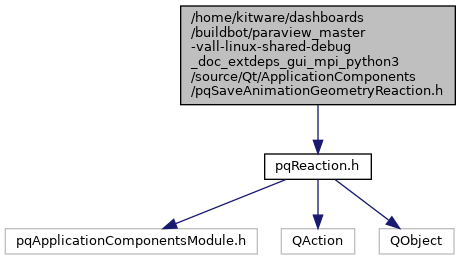 /home/kitware/dashboards
/buildbot/paraview_master
-vall-linux-shared-debug
_doc_extdeps_gui_mpi_python3
/source/Qt/ApplicationComponents
/pqSaveAnimationGeometryReaction.h
pqReaction.h
pqApplicationComponentsModule.h
QAction
QObject